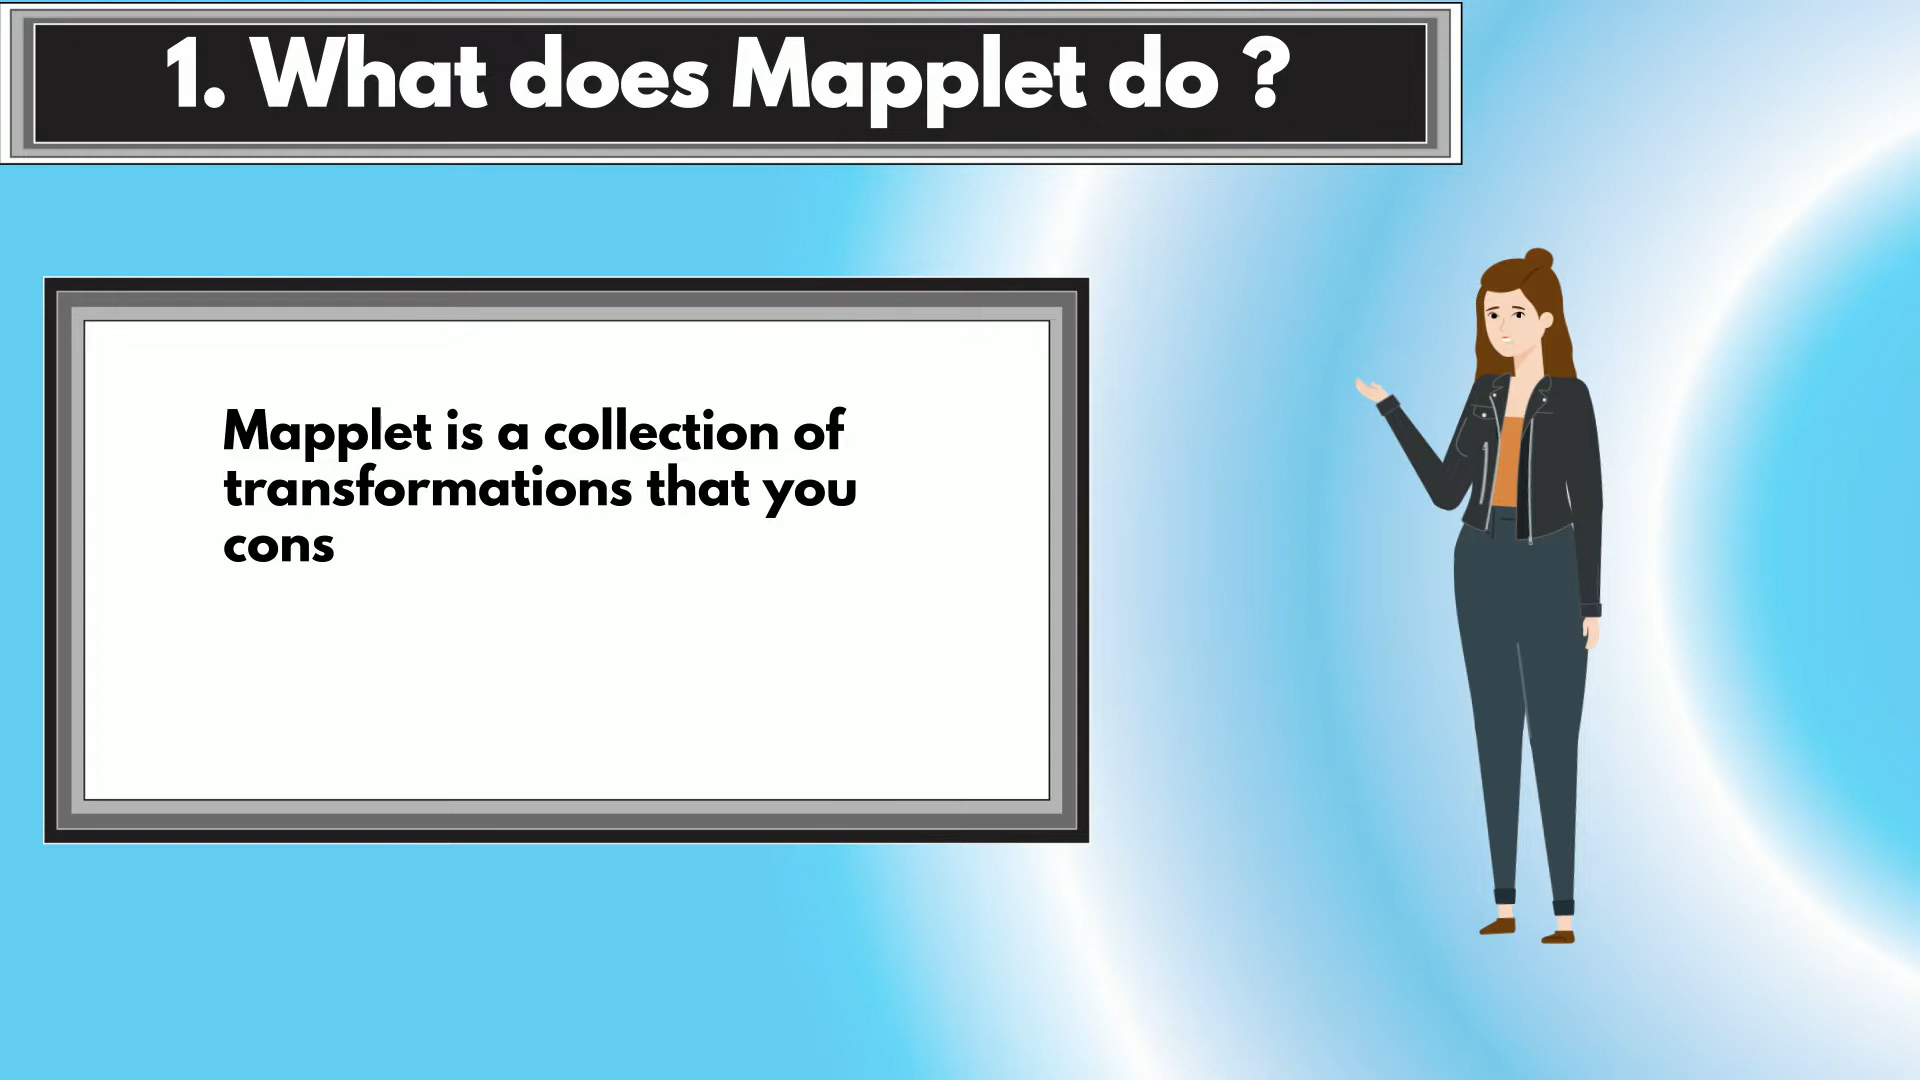 1. What does Mapplet do ?
Mapplet is a collection of
transformations that you
cons